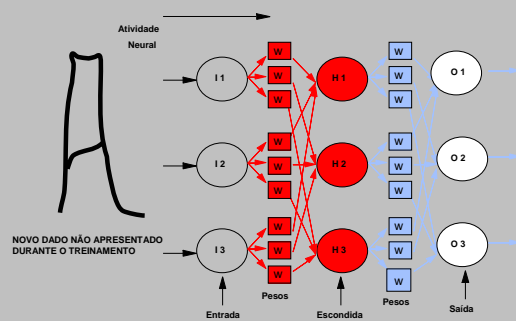 Atividade
Neural
I 1
W
W
W
H 1
W
W
W
O 1
I 2
W
W
W
H 2
W
W
W
O 2
I 3
W
W
W
H 3
W
W
W
O 3
NOVO DADO NÃO APRESENTADO
DURANTE O TREINAMENTO
Entrada
Pesos
Escondida
Pesos
Saída